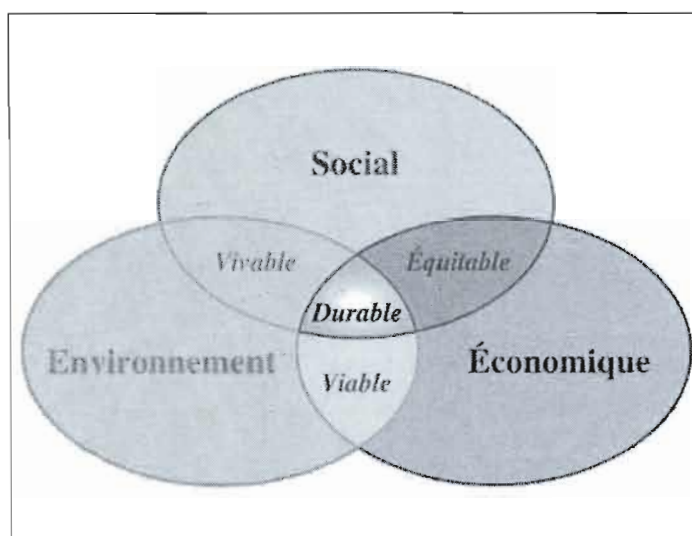 Social
Vivable
Équitable
Durable
Environnement
Économique
Viable